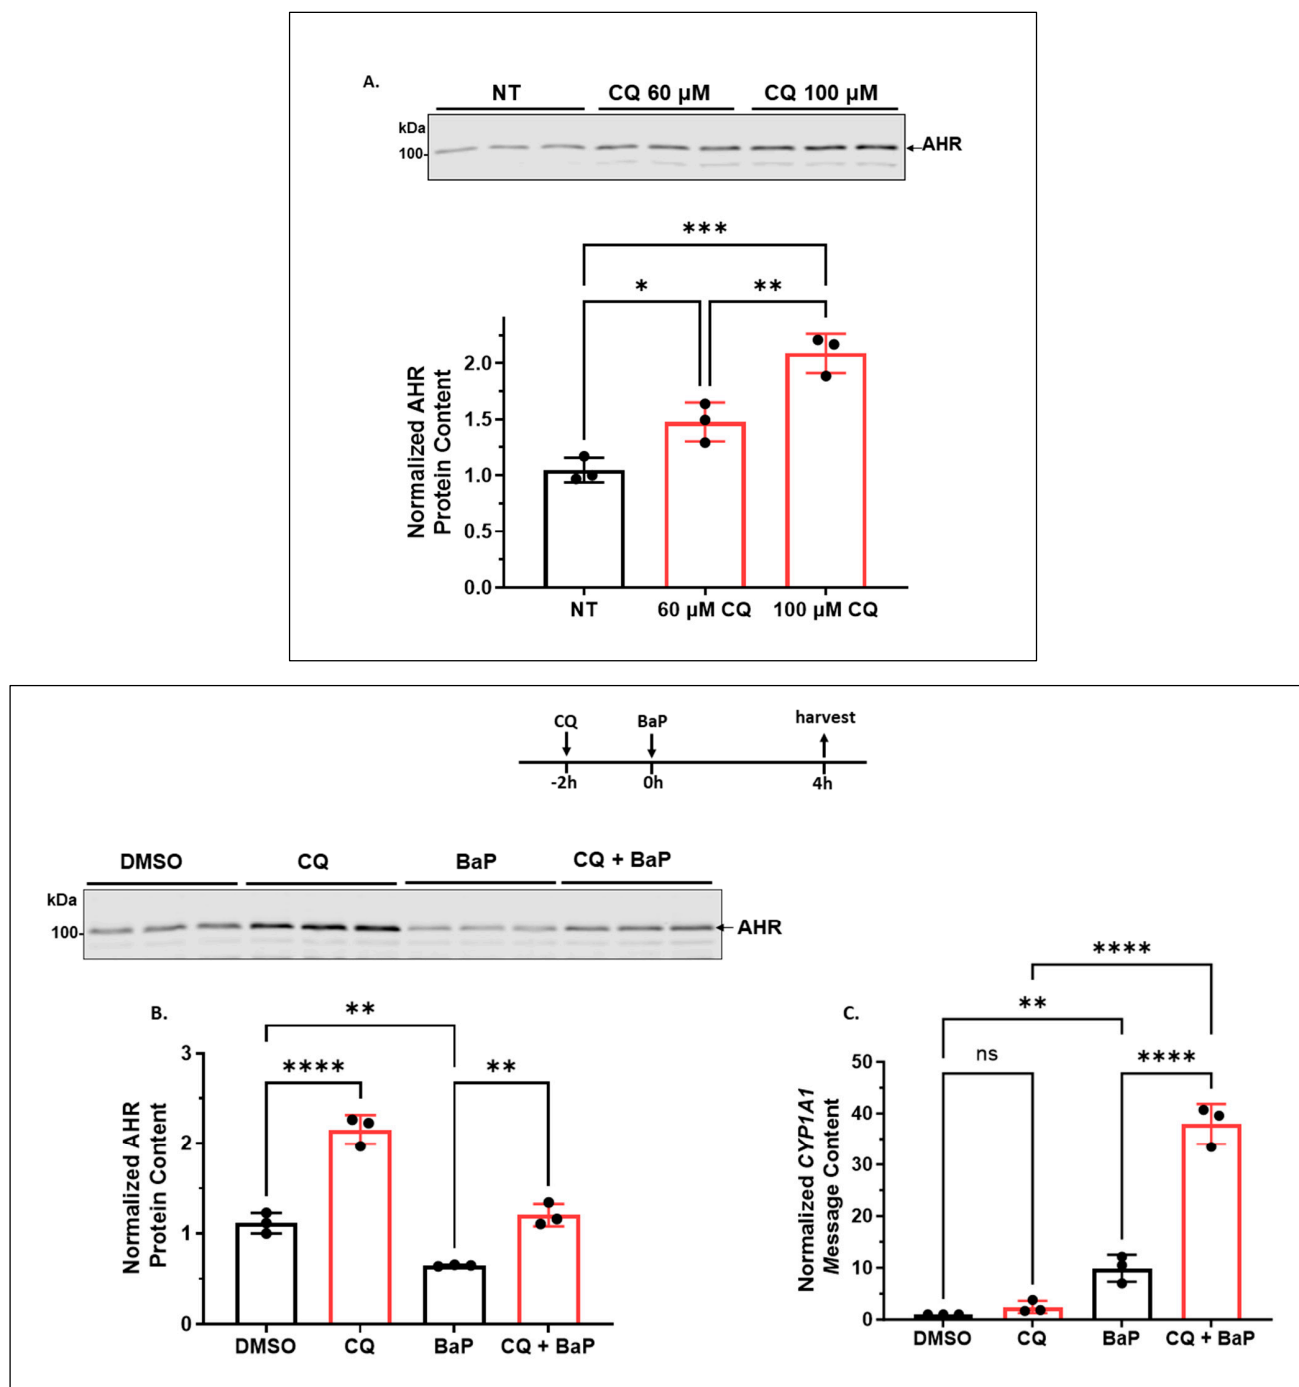 A.
NT CQ 60 µM CQ 100 µM
kDa
100
AHR
***
* **
Normalized AHR
Protein Content
2.0
1.5
1.0
0.5
0.0
NT 60 µM CQ 100 µM CQ
CQ BaP harvest
-2h 0h 4h
DMSO CQ BaP CQ + BaP
kDa
100
AHR
B.
**
**** **
Normalized AHR
Protein Content
3
2
1
0
DMSO CQ BaP CQ + BaP
C.
****
**
ns ****
Normalized CYP1A1
Message Content
50
40
30
20
10
0
DMSO CQ BaP CQ + BaP